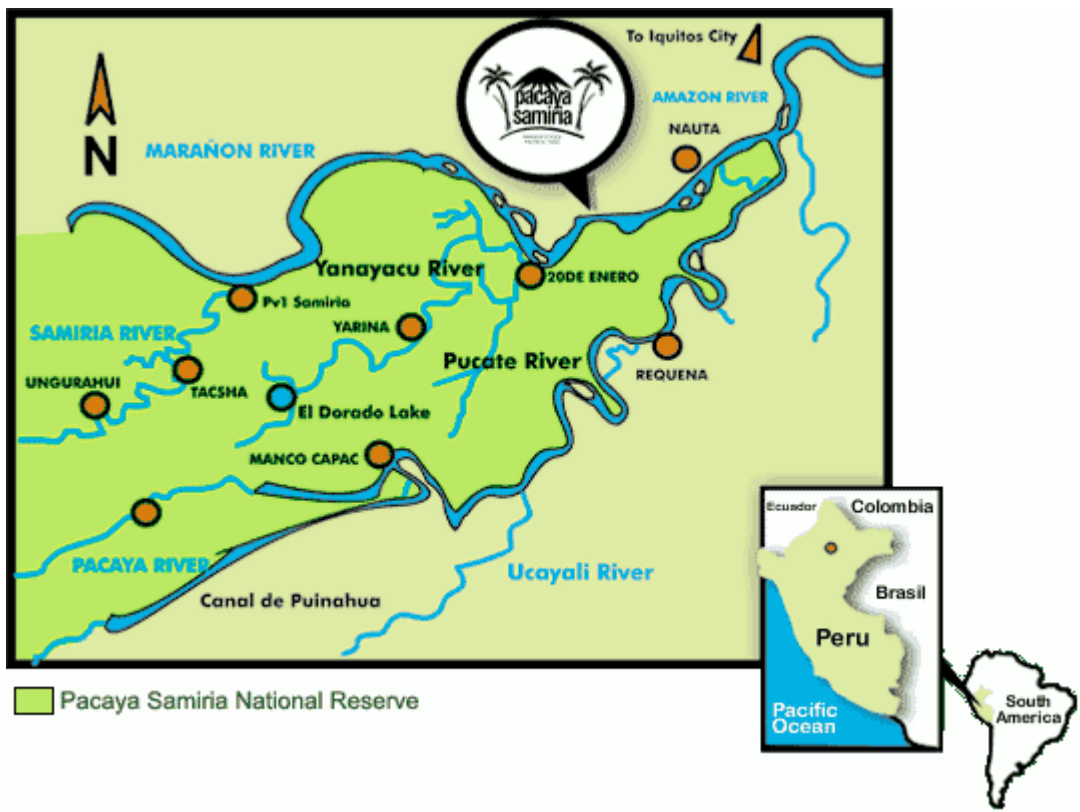 To Iquitos City
AMAZON RIVER
NAUTA
pacaya
samiria
N
MARAÑON RIVER
Yanayacu River
20DE ENERO
Pv1 Samiria
YARINA
SAMIRIA RIVER
Pucate River
REQUENA
UNGURAHUI
TACSHA
El Dorado Lake
MANCO CAPAC
PACAYA RIVER
Ucayali River
Canal de Puinahua
Ecuador
Colombia
Brasil
Peru
Pacific
Ocean
South
America
Pacaya Samiria National Reserve